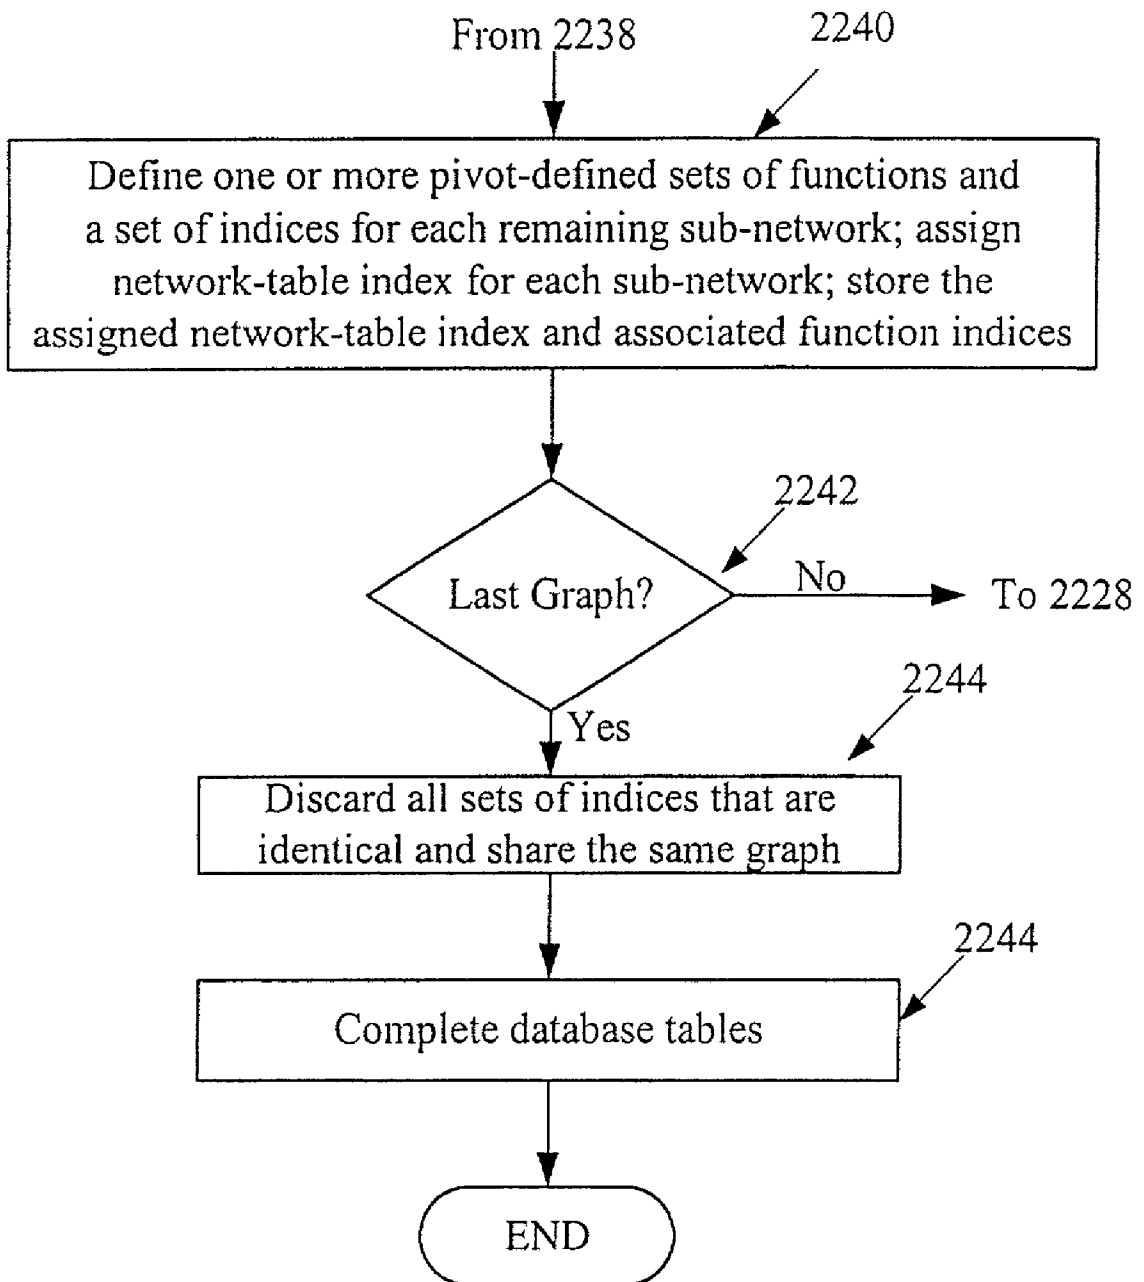 From 2238
2240
Define one or more pivot-defined sets of functions and
a set of indices for each remaining sub-network; assign
network-table index for each sub-network; store the
assigned network-table index and associated function indices
2242
Last Graph?
No
To 2228
2244
Yes
Discard all sets of indices that are
identical and share the same graph
2244
Complete database tables
END